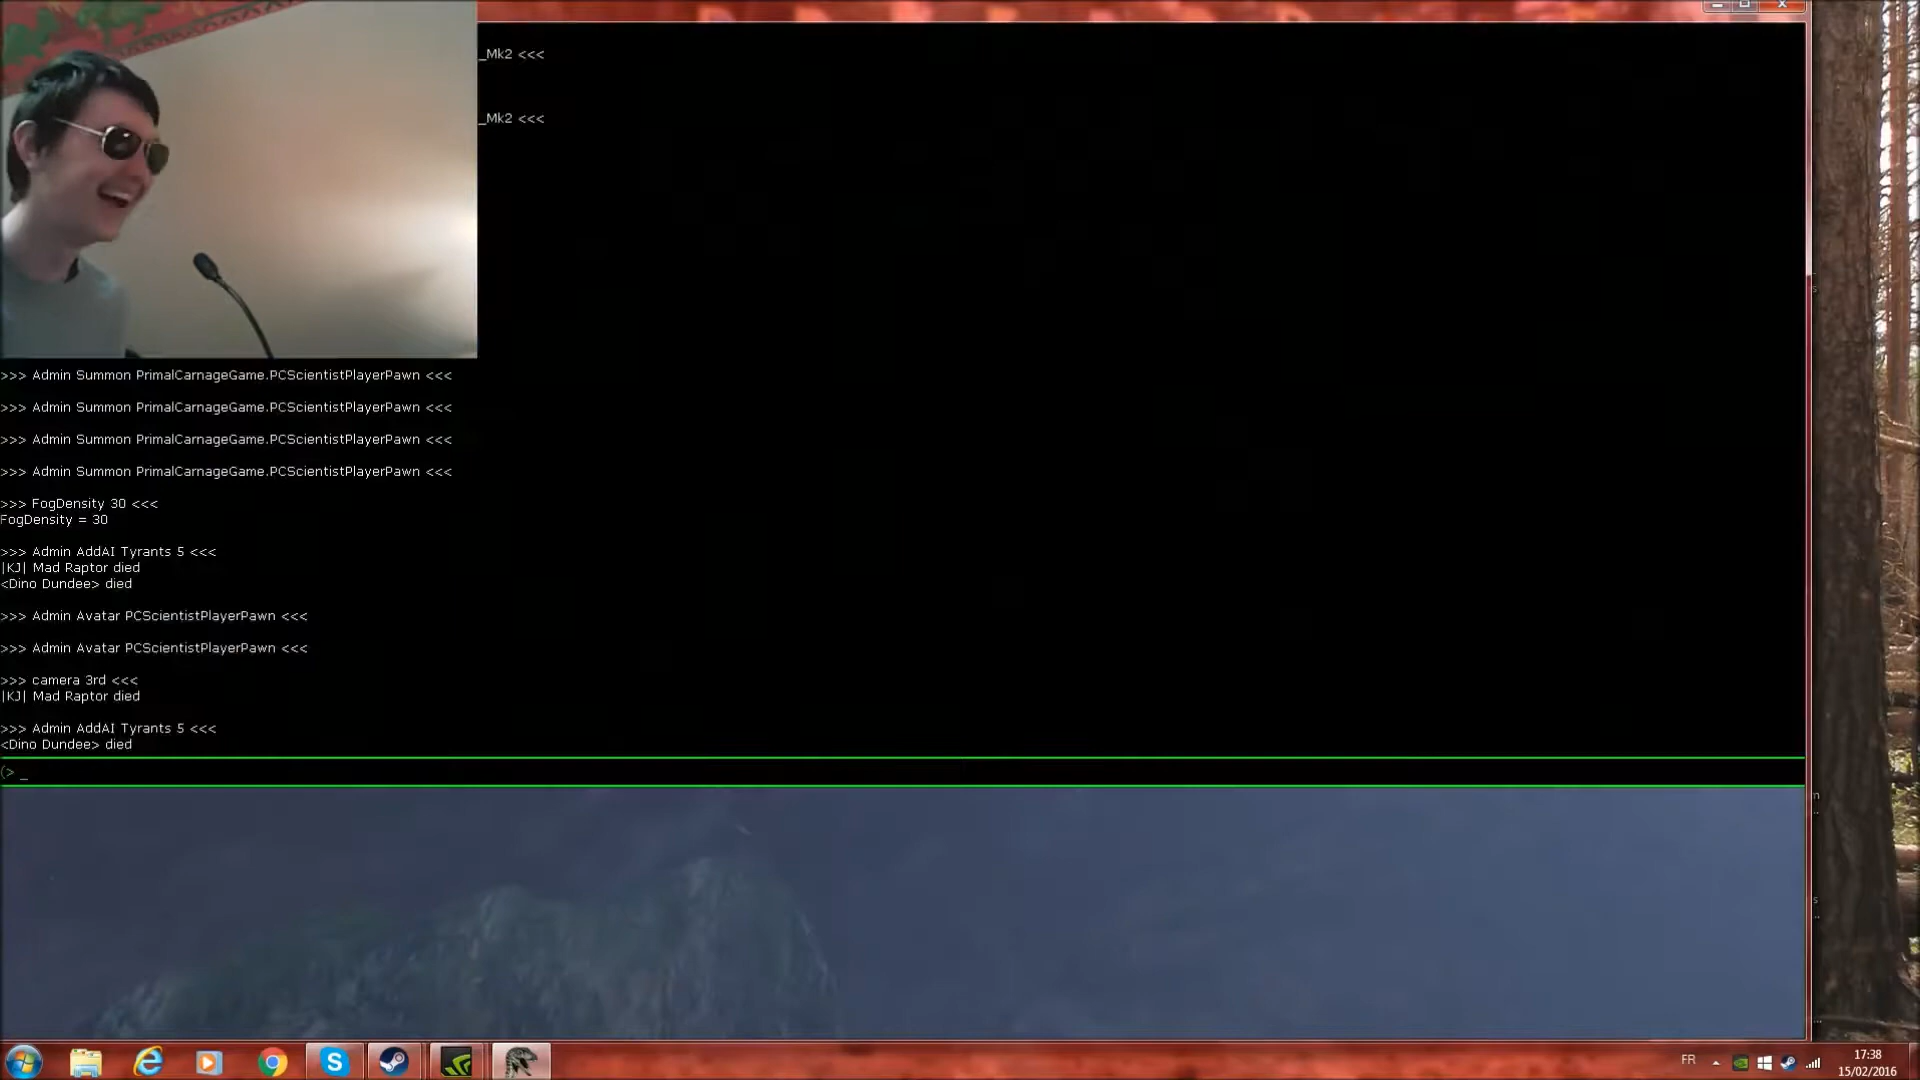 _Mk2 <<<
_Mk2 <<<
>>> Admin Summon PrimalCarnageGame.PCScientistPlayerPawn <<<
>>> Admin Summon PrimalCarnageGame.PCScientistPlayerPawn <<<
>>> Admin Summon PrimalCarnageGame.PCScientistPlayerPawn <<<
>>> Admin Summon PrimalCarnageGame.PCScientistPlayerPawn <<<
>>> FogDensity 30 <<<
FogDensity = 30
>>> Admin AddAI Tyrants 5 <<<
|KJ| Mad Raptor died
<Dino Dundee> died
>>> Admin Avatar PCScientistPlayerPawn <<<
>>> Admin Avatar PCScientistPlayerPawn <<<
>>> camera 3rd <<<
|KJ| Mad Raptor died
>>> Admin AddAI Tyrants 5 <<<
<Dino Dundee> died
(> _
FR
17:38
15/02/2016